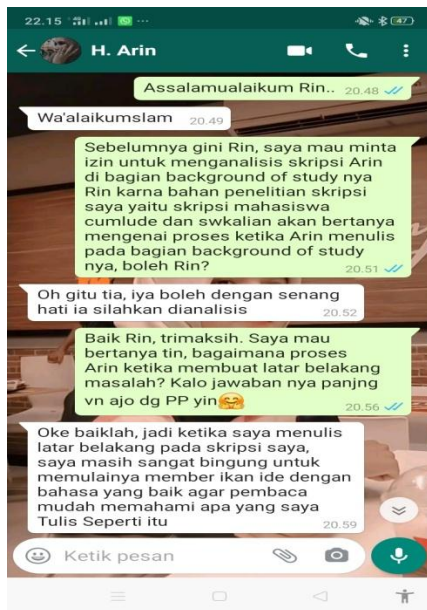 22.15
47
H. Arin
Assalamualaikum Rin.. 20.48
Wa'alaikumslam 20.49
Sebelumnya gini Rin, saya mau minta
izin untuk menganalisis skripsi Arin
di bagian background of study nya
Rin karna bahan penelitian skripsi
saya yaitu skripsi mahasiswa
cumlude dan swkalian akan bertanya
mengenai proses ketika Arin menulis
pada bagian background of study
nya, boleh Rin? 20.51
Oh gitu tia, iya boleh dengan senang
hati ia silahkan dianalisis 20.52
Baik Rin, trimaksih. Saya mau
bertanya tin, bagaimana proses
Arin ketika membuat latar belakang
masalah? Kalo jawaban nya panjng
vn ajo dg PP yin🤗 20.56
Oke baiklah, jadi ketika saya menulis
latar belakang pada skripsi saya,
saya masih sangat bingung untuk
memulainya member ikan ide dengan
bahasa yang baik agar pembaca
mudah memahami apa yang saya
Tulis Seperti itu 20.59
Ketik pesan